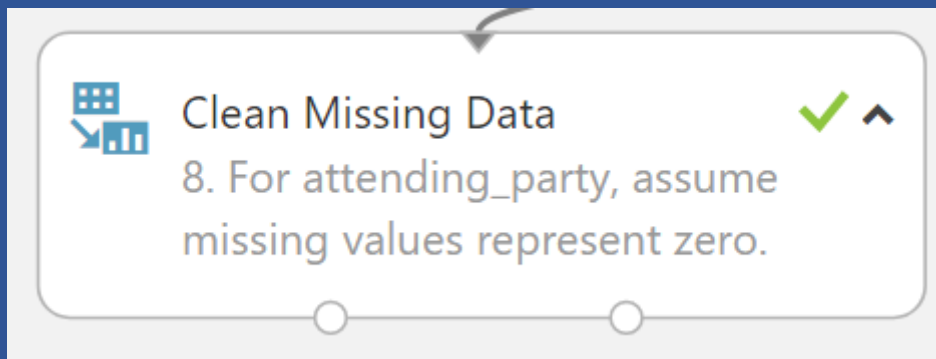 Clean Missing Data
8. For attending_party, assume
missing values represent zero.